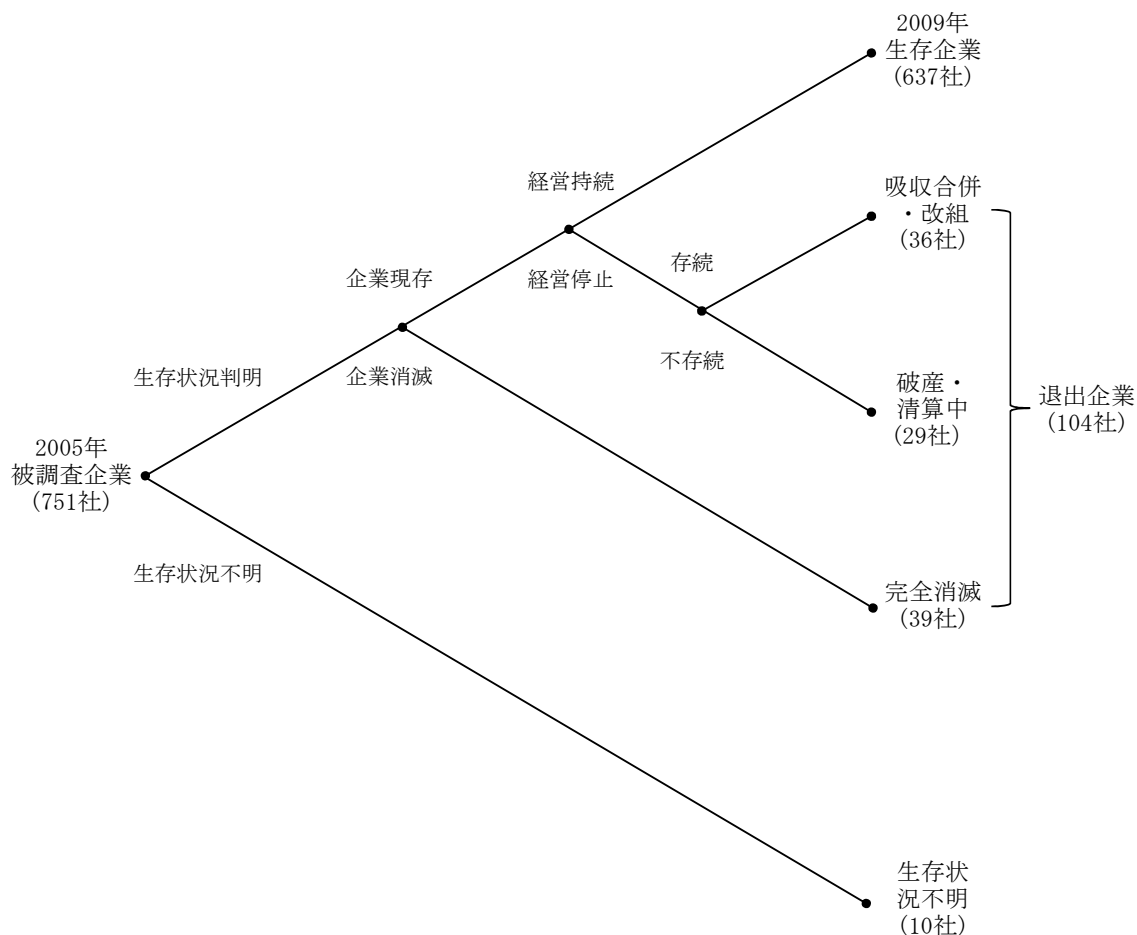 2009年
生存企業
(637社)
経営持続
吸収合併
・改組
(36社)
存続
経営停止
企業現存
不存続
生存状況判明
企業消滅
破産・
清算中
(29社)
退出企業
(104社)
2005年
被調査企業
(751社)
生存状況不明
完全消滅
(39社)
生存状
況不明
(10社)